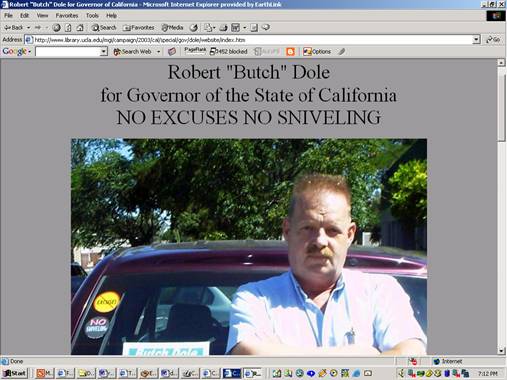 Robert "Butch" Dole for Governor of California - Microsoft Internet Explorer provided by EarthLink
File Edit View Favorites Tools Help
Back Search Favorites Media
Address http://www.library.ucla.edu/mgi/campaign/2003/cal/special/gov/dole/website/index.htm Go
Google Search Web PageRank 452 blocked AutoFill Options
Robert "Butch" Dole
for Governor of the State of California
NO EXCUSES NO SNIVELING
NO
SNIVELING
Butch Dole
Done Internet
Start 7:12 PM